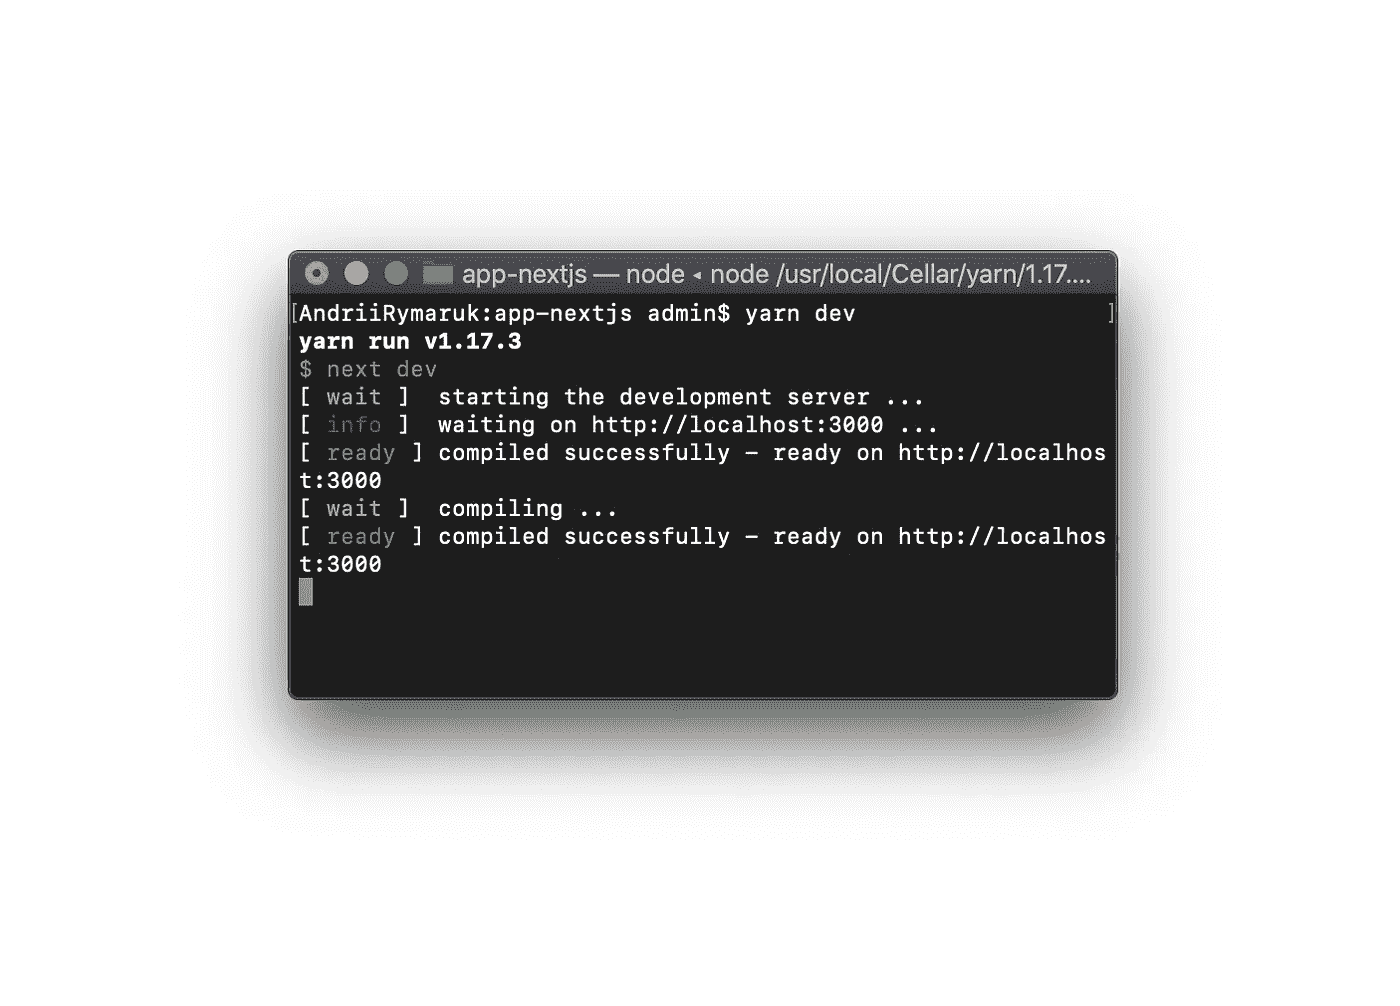 app-nextjs — node ◂ node /usr/local/Cellar/yarn/1.17....
[AndriiRymaruk:app-nextjs admin$ yarn dev ]
yarn run v1.17.3
$ next dev
[ wait ]  starting the development server ...
[ info ]  waiting on http://localhost:3000 ...
[ ready ] compiled successfully - ready on http://localhos
t:3000
[ wait ]  compiling ...
[ ready ] compiled successfully - ready on http://localhos
t:3000